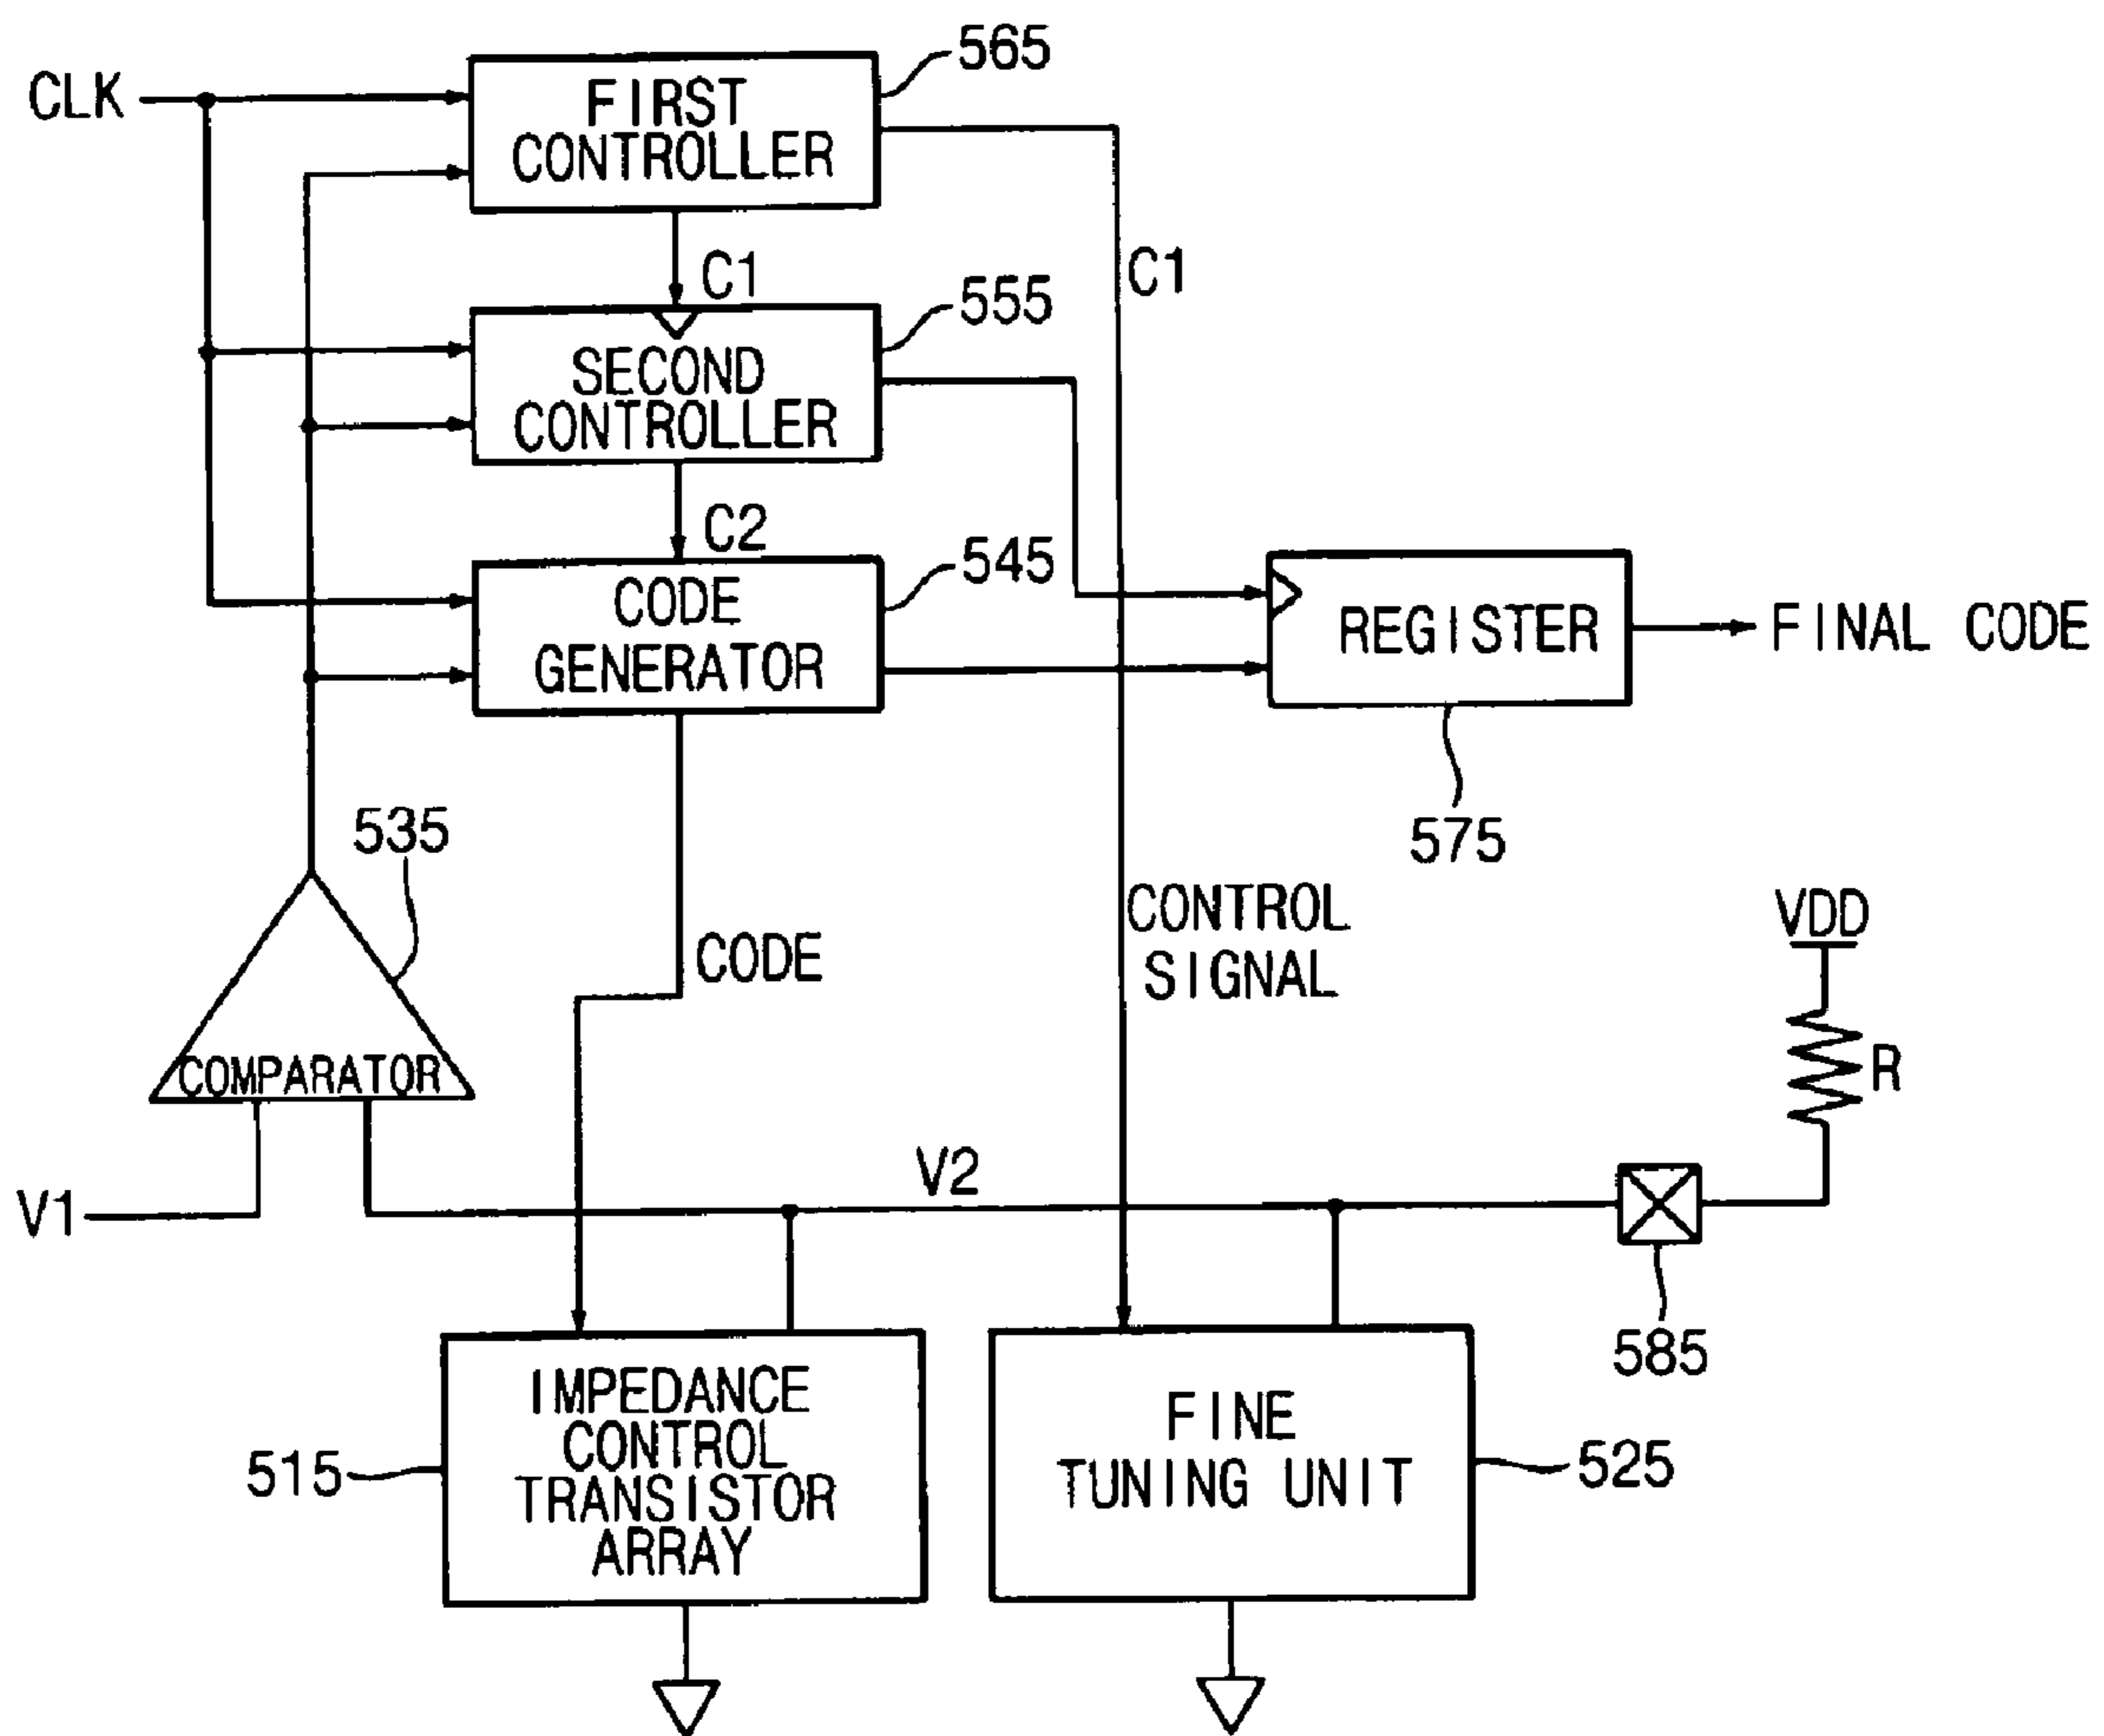 565
CLK
FIRST
CONTROLLER
C1
C1
555
SECOND
CONTROLLER
C2
545
CODE
GENERATOR
REGISTER
FINAL CODE
575
535
CODE
CONTROL
SIGNAL
VDD
R
COMPARATOR
V1
V2
585
IMPEDANCE
CONTROL
TRANSISTOR
ARRAY
515
FINE
TUNING UNIT
525